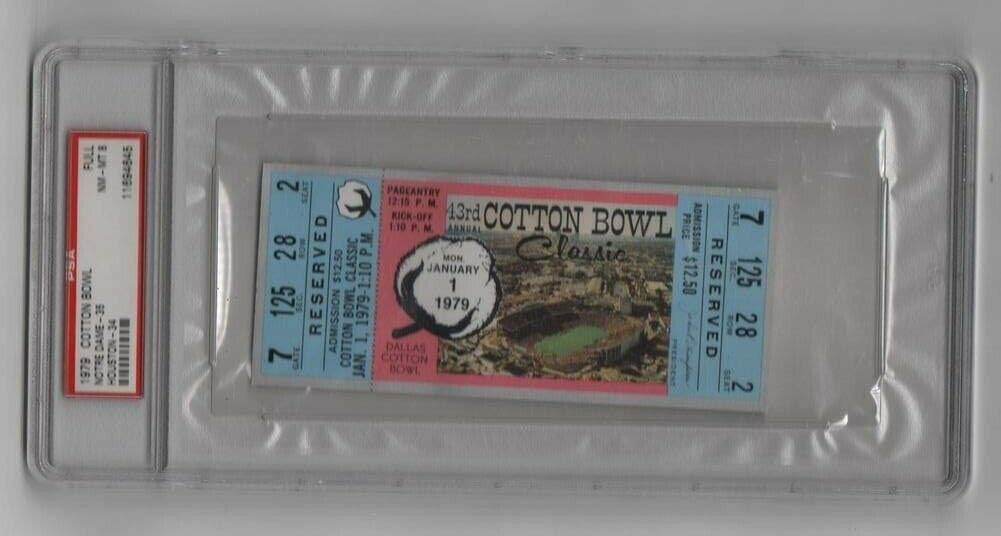 1979 COTTON BOWL
NOTRE DAME-35
HOUSTON-34
PSA
FULL
NM-MT 8
11694645
7 125 28 2
GATE SEC. ROW SEAT
RESERVED
ADMISSION $12.50
COTTON BOWL CLASSIC
JAN. 1, 1979-1:10 P.M.
PAGEANTRY
12:15 P. M.
KICK-OFF
1:10 P. M.
43rd
ANNUAL
COTTON BOWL
Classic
MON.
JANUARY
1
1979
DALLAS
COTTON
BOWL
ADMISSION
PRICE $12.50
PRESIDENT
RESERVED
7 125 28 2
GATE SEC. ROW